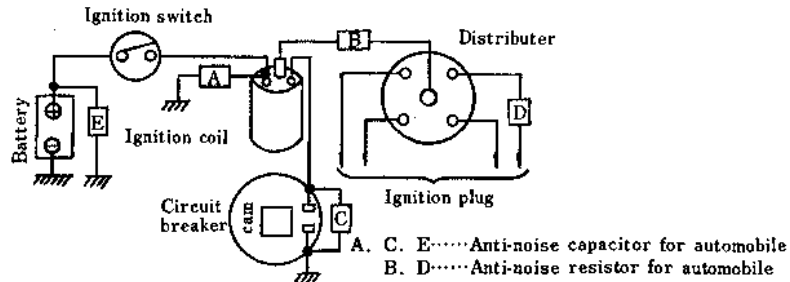 Ignition switch
B
Distributer
A
Battery
E
Ignition coil
D
Ignition plug
Circuit
breaker
cam
C
A. C. E······Anti-noise capacitor for automobile
B. D······Anti-noise resistor for automobile